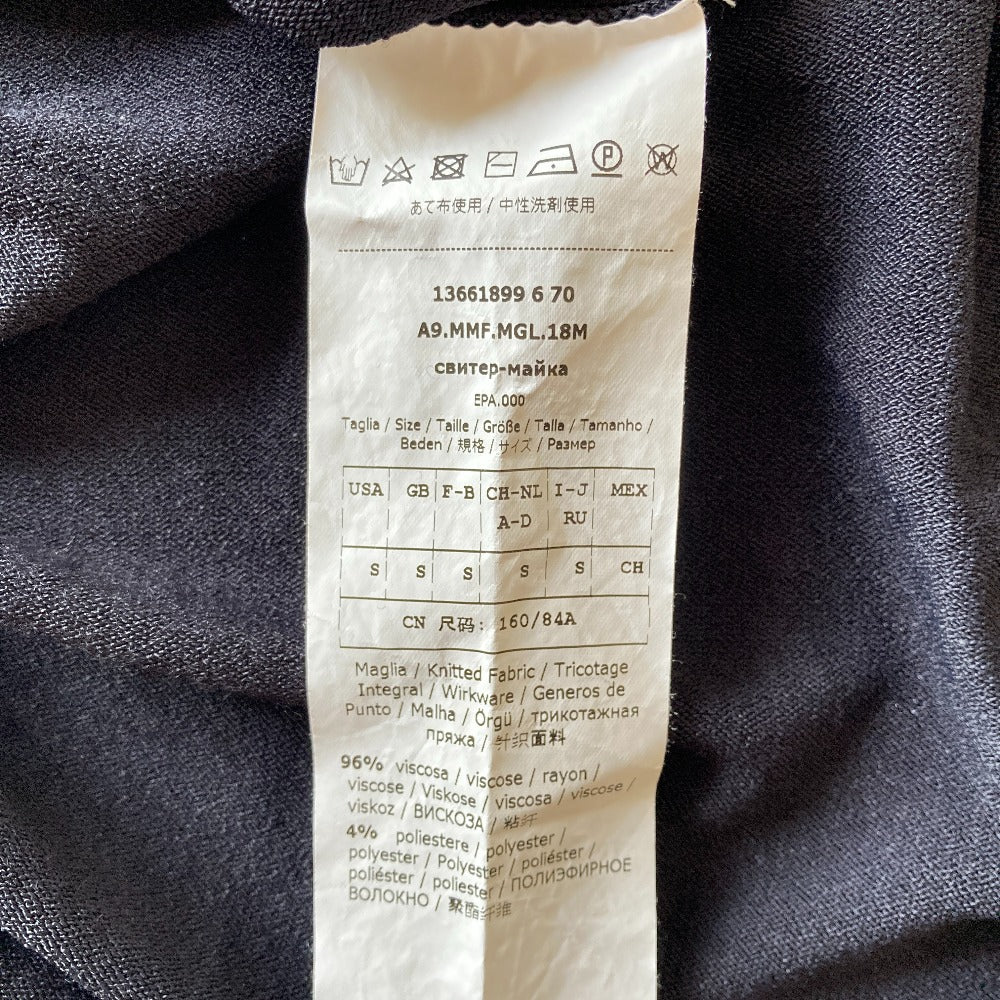 P W
あて布使用 / 中性洗剤使用
13661899 6 70
A9.MMF.MGL.18M
свитер-майка
EPA.000
Taglia / Size / Taille / Größe / Talla / Tamanho /
Beden / 規格 / サイズ / Размер
USA GB F-B CH-NL I-J MEX
A-D RU
S S S S S CH
CN 尺码: 160/84A
Maglia / Knitted Fabric / Tricotage
Integral / Wirkware / Generos de
Punto / Malha / Örgü / трикотажная
пряжа / 针织面料
96% viscosa / viscose / rayon /
viscose / Viskose / viscosa / viscose /
viskoz / ВИСКОЗА / 粘纤
4% poliestere / polyester /
polyester / Polyester / poliéster /
poliéster / poliester / ПОЛИЭФИРНОЕ
ВОЛОКНО / 聚酯纤维